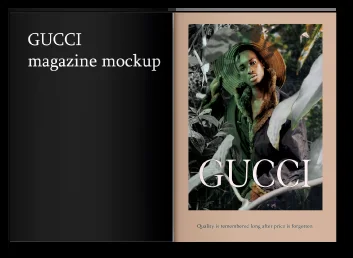 GUCCI
magazine mockup
GUCCI
Quality is remembered long after price is forgotten.